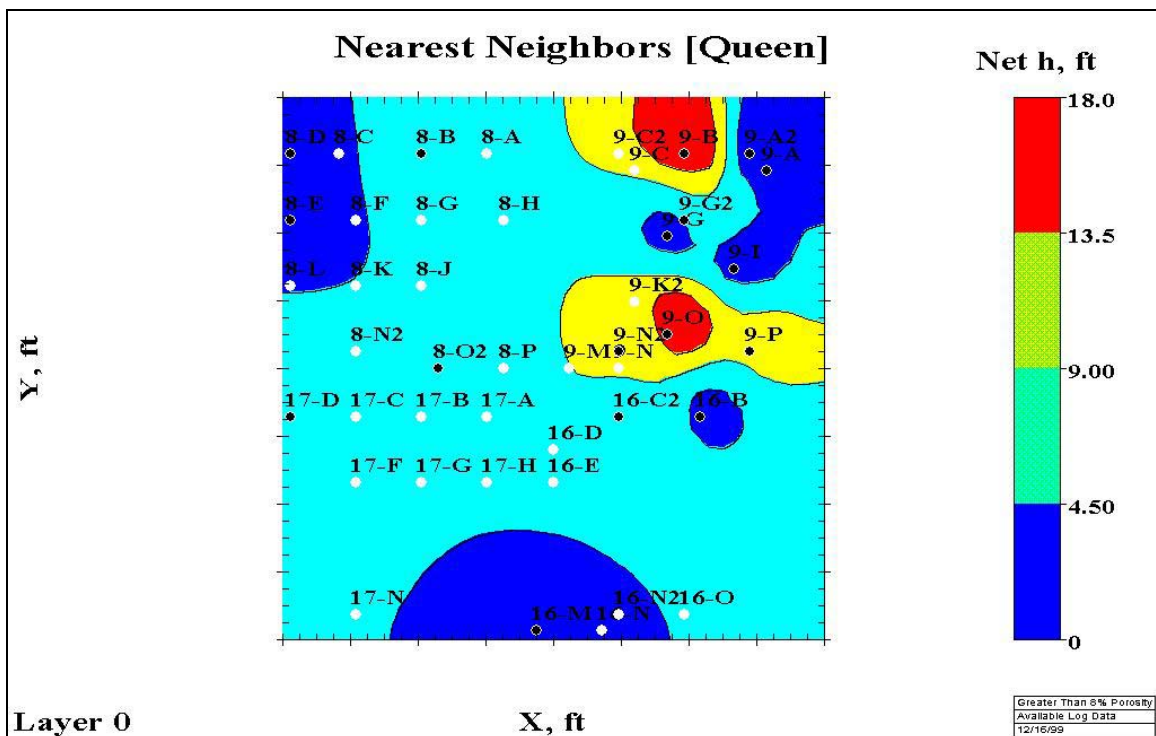 Nearest Neighbors [Queen]
Net h, ft
18.0
8-D 8-C 8-B 8-A 9-C2 9-B 9-A2
9-C 9-A
13.5
8-E 8-F 8-G 8-H 9-G2
9-G
9-I
8-L 8-K 8-J 9-K2
9-O
8-N2 9-N2 9-P
9.00
Y, ft
8-O2 8-P 9-M 9-N
17-D 17-C 17-B 17-A 16-C2 16-B
16-D
17-F 17-G 17-H 16-E
4.50
17-N 16-N2 16-O
16-M 16-N
0
Layer 0
X, ft
Greater Than 8% Porosity
Available Log Data
12/16/99